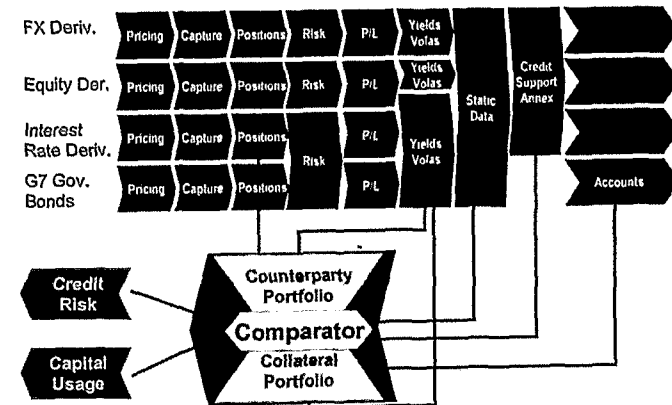 FX Deriv.
Pricing Capture Positions Risk P/L Yields
Volas
Equity Der.
Pricing Capture Positions Risk P/L Yields
Volas
Static
Data
Credit
Support
Annex
Interest
Rate Deriv.
Pricing Capture Positions P/L
Risk
Yields
Volas
G7 Gov.
Bonds
Pricing Capture Positions P/L
Accounts
Credit
Risk
Counterparty
Portfolio
Comparator
Capital
Usage
Collateral
Portfolio